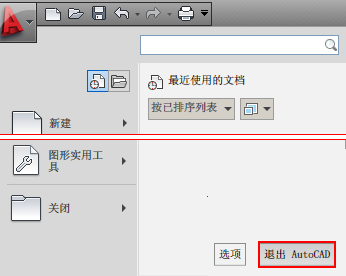 最近使用的文档
按已排序列表
新建
图形实用工
具
关闭
选项
退出 AutoCAD